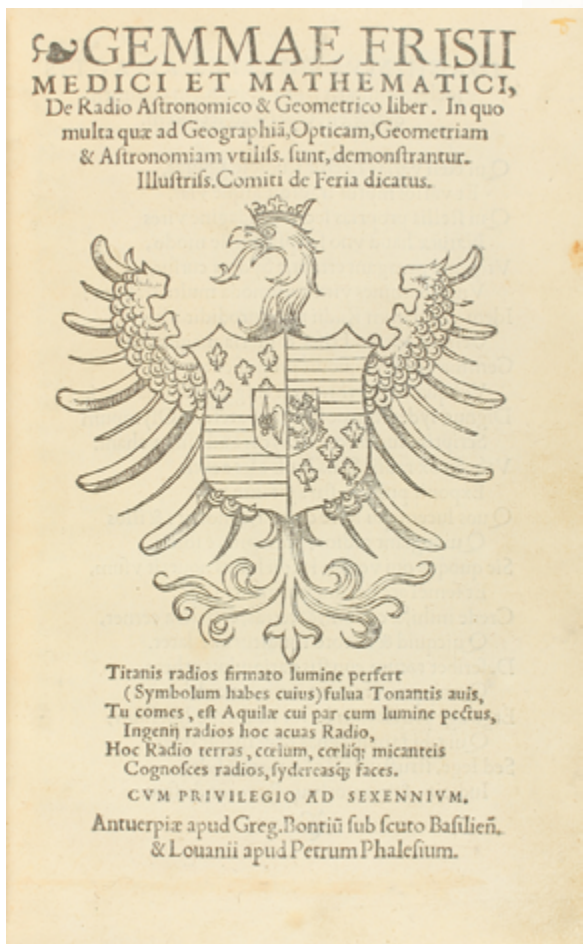 GEMMAE FRISII
MEDICI ET MATHEMATICI,
De Radio Aſtronomico & Geometrico liber. In quo
multa quæ ad Geographiã, Opticam, Geometriam
& Aſtronomiam vtiliſſ. ſunt, demonſtrantur.
Illuſtriſſ. Comiti de Feria dicatus.
Titanis radios firmato lumine perfert
(Symbolum habes cuius) fulua Tonantis auis,
Tu comes, eſt Aquilæ cui par cum lumine pectus,
Ingenij radios hoc acuas Radio,
Hoc Radio terras, cœlum, cœliq; micanteis
Cognoſces radios, ſydereasq; faces.
CVM PRIVILEGIO AD SEXENNIVM.
Antuerpiæ apud Greg. Bontiũ ſub ſcuto Baſilieñ.
& Louanii apud Petrum Phaleſium.